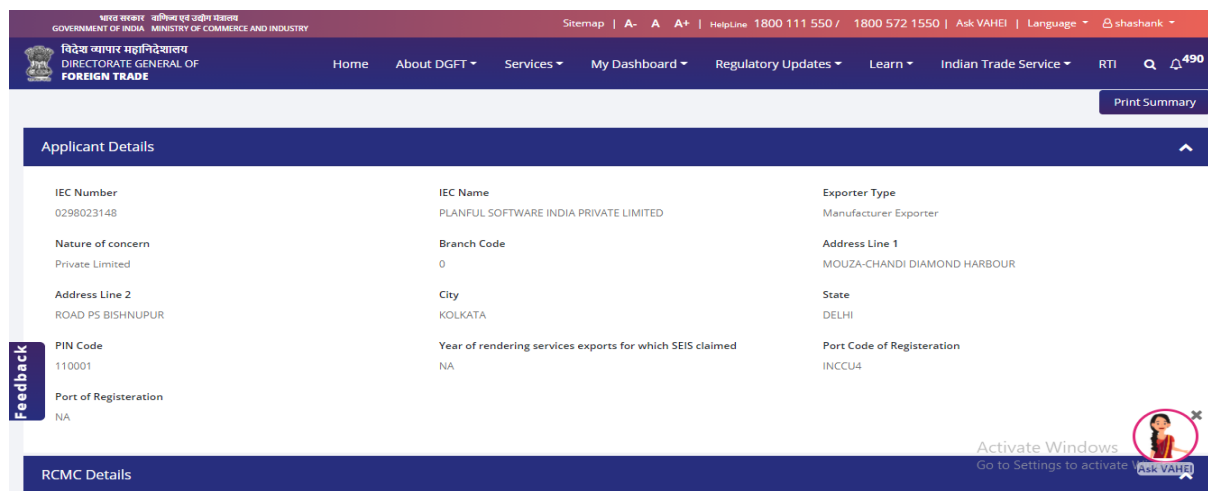 भारत सरकार वाणिज्य एवं उद्योग मंत्रालय
GOVERNMENT OF INDIA MINISTRY OF COMMERCE AND INDUSTRY
Sitemap | A- A A+ | HelpLine 1800 111 550 / 1800 572 1550 | Ask VAHEI | Language shashank
विदेश व्यापार महानिदेशालय
DIRECTORATE GENERAL OF
FOREIGN TRADE
Home About DGFT Services My Dashboard Regulatory Updates Learn Indian Trade Service RTI 490
Print Summary
Applicant Details
IEC Number IEC Name Exporter Type
0298023148 PLANFUL SOFTWARE INDIA PRIVATE LIMITED Manufacturer Exporter
Nature of concern Branch Code Address Line 1
Private Limited 0 MOUZA-CHANDI DIAMOND HARBOUR
Address Line 2 City State
ROAD PS BISHNUPUR KOLKATA DELHI
PIN Code Year of rendering services exports for which SEIS claimed Port Code of Registeration
110001 NA INCCU4
Port of Registeration
NA
Feedback
Activate Windows
Go to Settings to activate
Ask VAHEI
RCMC Details